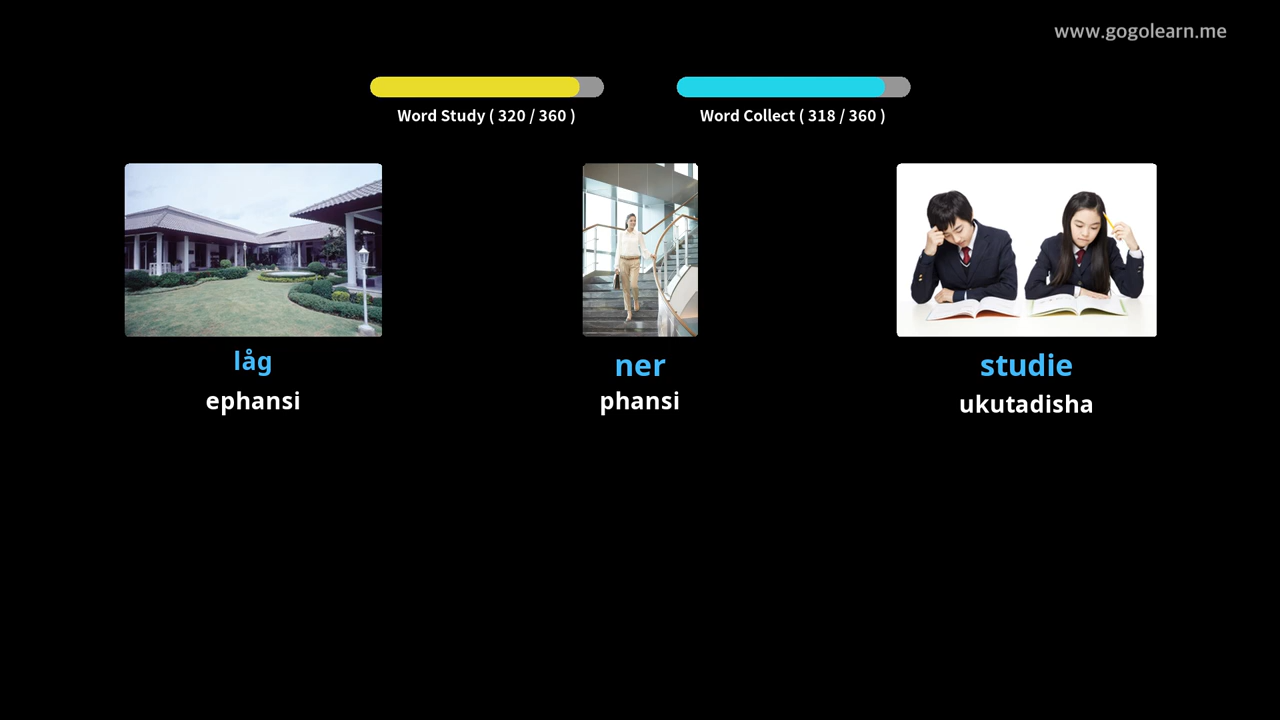 www.gogolearn.me
Word Study ( 320 / 360 )
Word Collect ( 318 / 360 )
låg
ner
studie
ephansi
phansi
ukutadisha